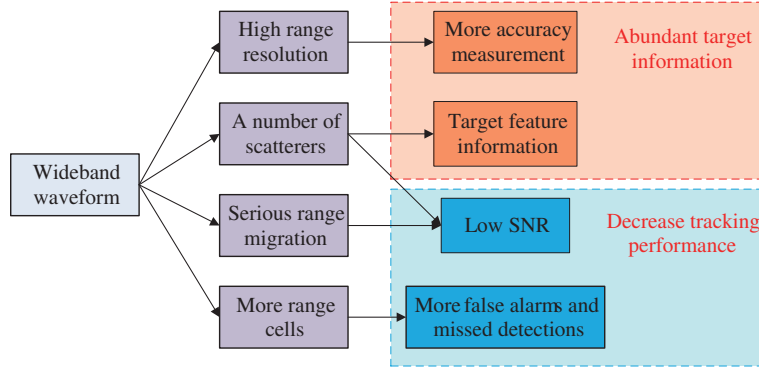 High range
resolution
More accuracy
measurement
Abundant target
information
A number of
scatterers
Target feature
information
Wideband
waveform
Serious range
migration
Low SNR
Decrease tracking
performance
More range
cells
More false alarms and
missed detections